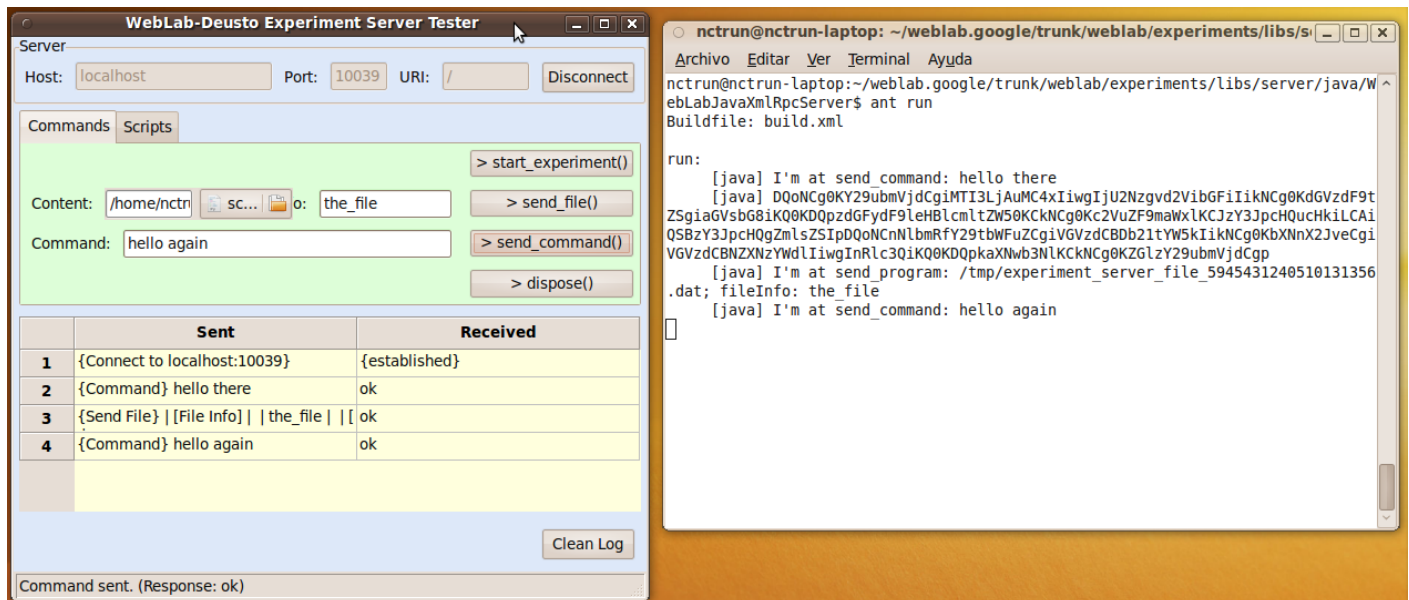 WebLab-Deusto Experiment Server Tester
Server
Host: localhost Port: 10039 URI: / Disconnect
Commands Scripts
> start_experiment()
Content: /home/nctru sc... o: the_file > send_file()
Command: hello again > send_command()
> dispose()
Sent Received
1 {Connect to localhost:10039} {established}
2 {Command} hello there ok
3 {Send File} | [File Info] | | the_file | | [ ok
4 {Command} hello again ok
Clean Log
Command sent. (Response: ok)
nctrun@nctrun-laptop: ~/weblab.google/trunk/weblab/experiments/libs/se
Archivo Editar Ver Terminal Ayuda
nctrun@nctrun-laptop:~/weblab.google/trunk/weblab/experiments/libs/server/java/W
ebLabJavaXmlRpcServer$ ant run
Buildfile: build.xml
run:
[java] I'm at send_command: hello there
[java] DQoNCg0KY29ubmVjdCgiMTI3LjAuMC4xIiwgIjU2Nzgvd2VibGFiIikNCg0KdGVzdF9t
ZSgiaGVsbG8iKQ0KDQpzdGFydF9leHBlcmltZW50KCkNCg0Kc2VuZF9maWxlKCJzY3JpcHQucHkiLCAi
QSBzY3JpcHQgZmlsZSIpDQoNCnNlbmRfY29tbWFuZCgiVGVzdCBDb21tYW5kIikNCg0KbXNnX2JveCgi
VGVzdCBNZXNzYWdlIiwgInRlc3QiKQ0KDQpkaXNwb3NlKCkNCg0KZGlzY29ubmVjdCgp
[java] I'm at send_program: /tmp/experiment_server_file_5945431240510131356
.dat; fileInfo: the_file
[java] I'm at send_command: hello again